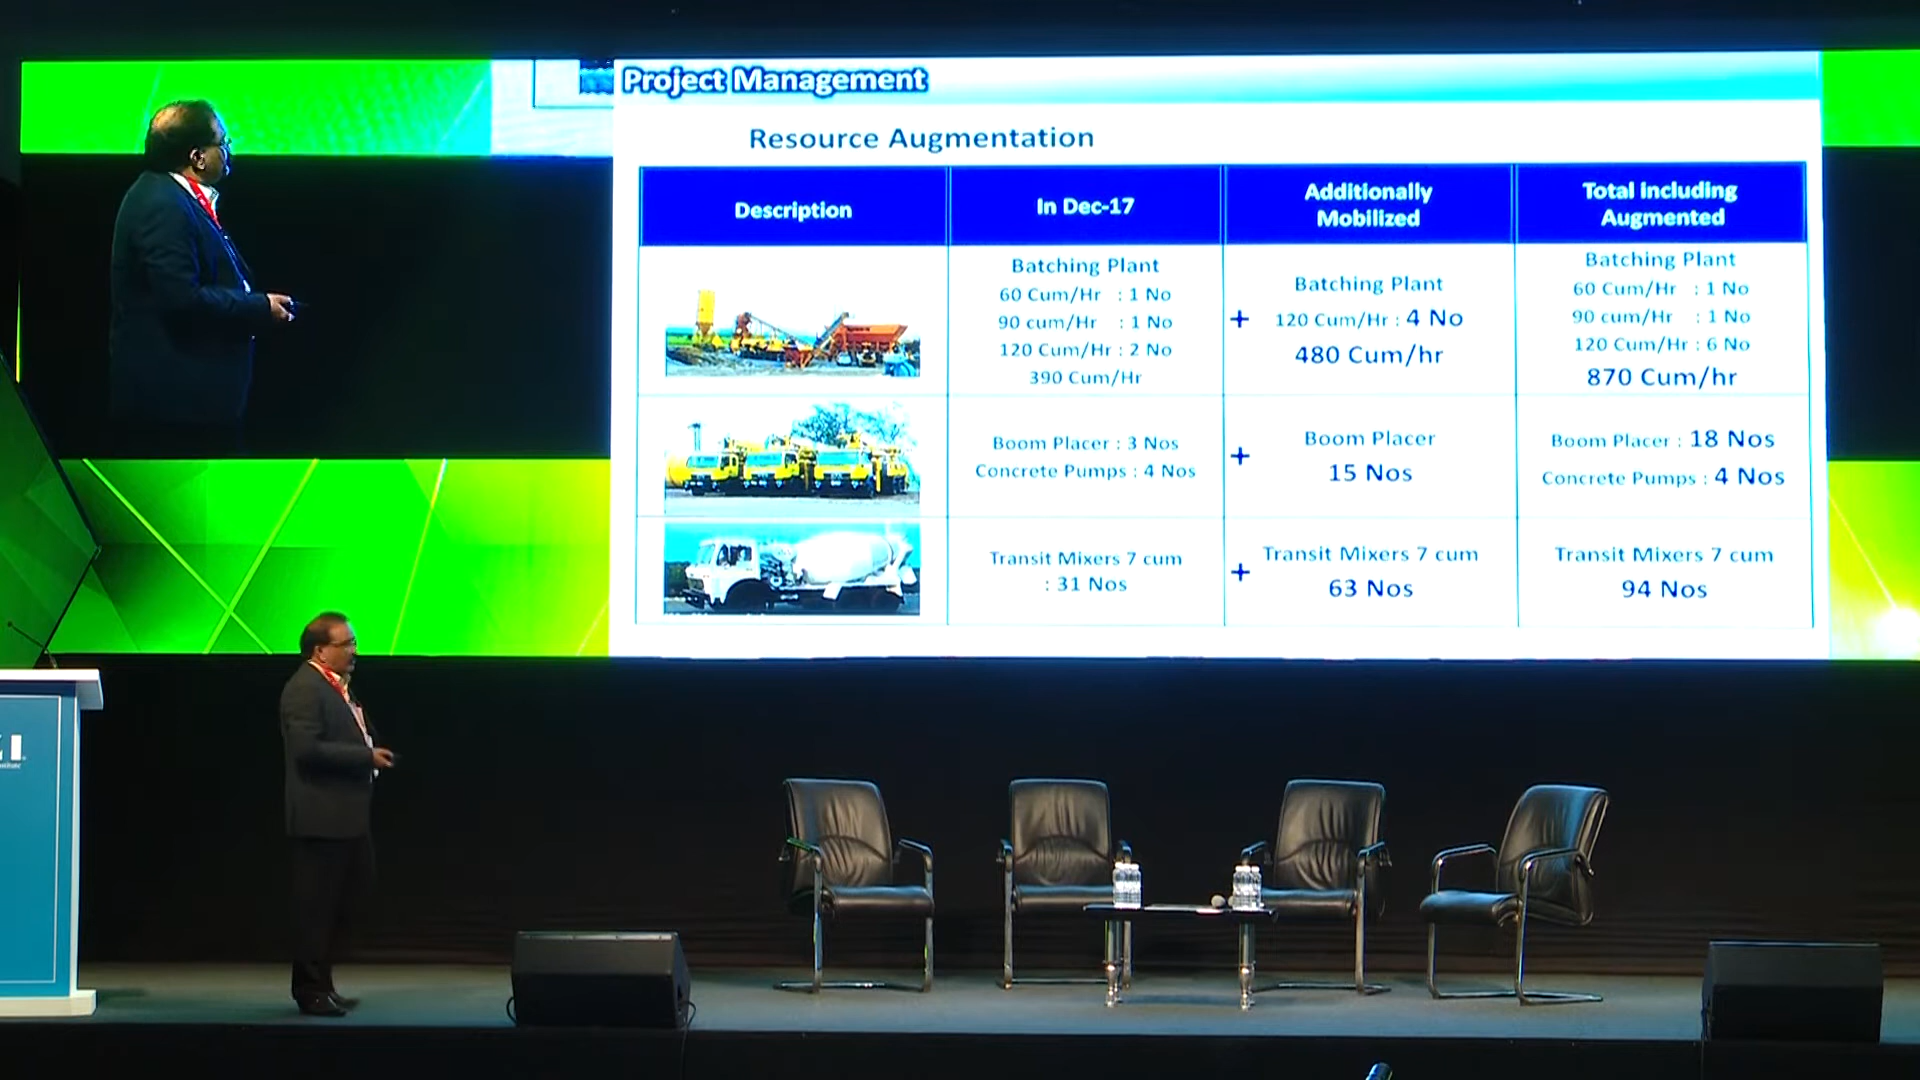 Project Management
Resource Augmentation
Description
In Dec-17
Additionally
Mobilized
Total including
Augmented
Batching Plant
60 Cum/Hr : 1 No
90 cum/Hr : 1 No
120 Cum/Hr : 2 No
390 Cum/Hr
+
Batching Plant
120 Cum/Hr : 4 No
480 Cum/hr
Batching Plant
60 Cum/Hr : 1 No
90 cum/Hr : 1 No
120 Cum/Hr : 6 No
870 Cum/hr
Boom Placer : 3 Nos
Concrete Pumps : 4 Nos
+
Boom Placer
15 Nos
Boom Placer : 18 Nos
Concrete Pumps : 4 Nos
Transit Mixers 7 cum
: 31 Nos
+
Transit Mixers 7 cum
63 Nos
Transit Mixers 7 cum
94 Nos